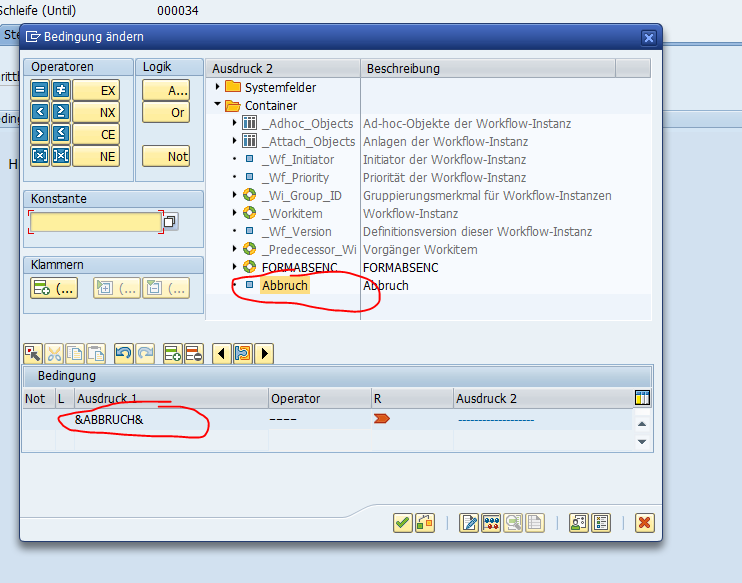 Schleife (Until) 000034
Ste
Bedingung ändern
rittl
eding
H
Operatoren
Logik
= ≠ EX
< ≥ NX
> ≤ CE
[x] ]x[ NE
A...
Or
Not
Konstante
Klammern
(... (... (...
Ausdruck 2 Beschreibung
Systemfelder
Container
_Adhoc_Objects Ad-hoc-Objekte der Workflow-Instanz
_Attach_Objects Anlagen der Workflow-Instanz
_Wf_Initiator Initiator der Workflow-Instanz
_Wf_Priority Priorität der Workflow-Instanz
_Wi_Group_ID Gruppierungsmerkmal für Workflow-Instanzen
_Workitem Workflow-Instanz
_Wf_Version Definitionsversion dieser Workflow-Instanz
_Predecessor_Wi Vorgänger Workitem
FORMABSENC FORMABSENC
Abbruch Abbruch
Bedingung
Not L Ausdruck 1 Operator R Ausdruck 2
&ABBRUCH& ---- -------------------